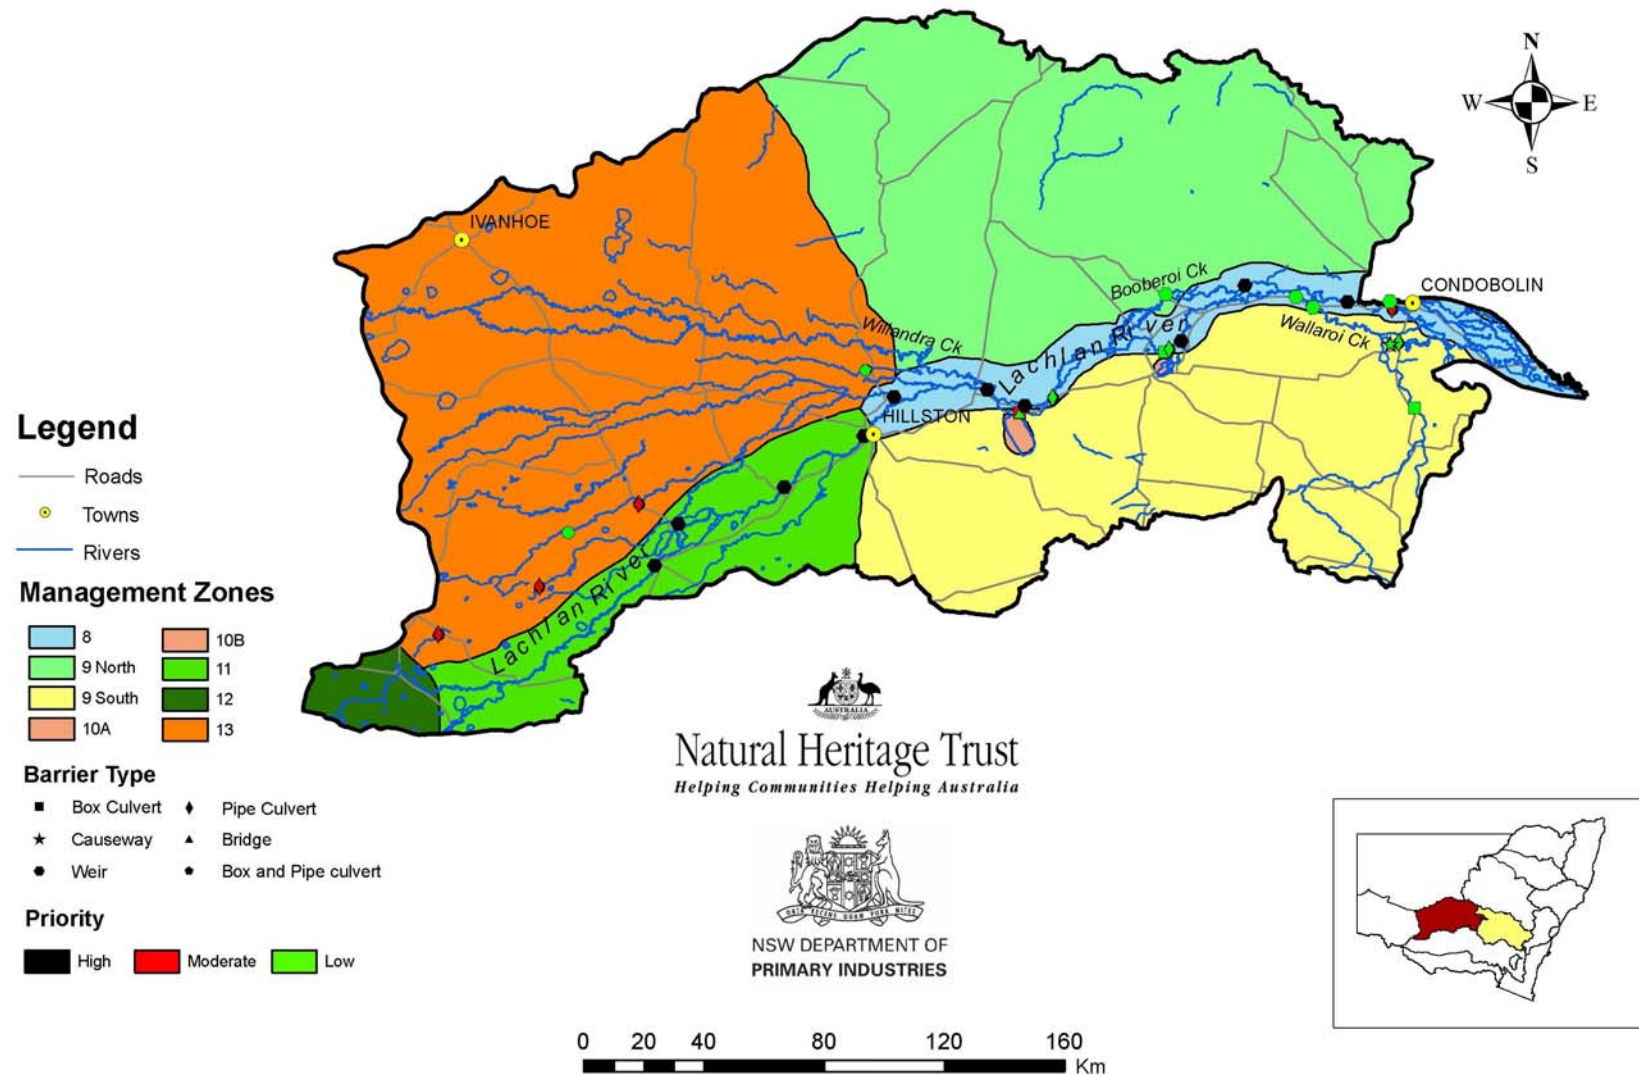 N
W E
S
IVANHOE
Booberoi Ck
CONDOBOLIN
Willandra Ck
Lachlan River
Wallaroi Ck
HILLSTON
Lachlan River
Legend
Roads
Towns
Rivers
Management Zones
8 10B
9 North 11
9 South 12
10A 13
Barrier Type
Box Culvert Pipe Culvert
Causeway Bridge
Weir Box and Pipe culvert
Priority
High Moderate Low
AUSTRALIA
Natural Heritage Trust
Helping Communities Helping Australia
NSW DEPARTMENT OF
PRIMARY INDUSTRIES
0 20 40 80 120 160
Km